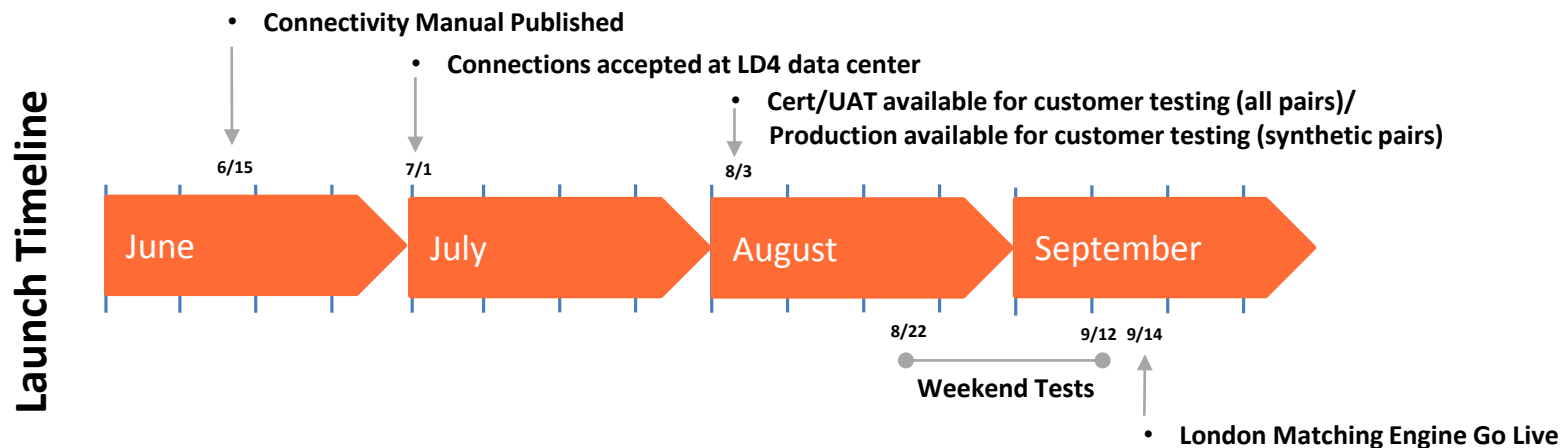 • Connectivity Manual Published
• Connections accepted at LD4 data center
• Cert/UAT available for customer testing (all pairs)/
Production available for customer testing (synthetic pairs)
Launch Timeline
6/15
7/1
8/3
June
July
August
September
8/22
9/12
9/14
Weekend Tests
• London Matching Engine Go Live